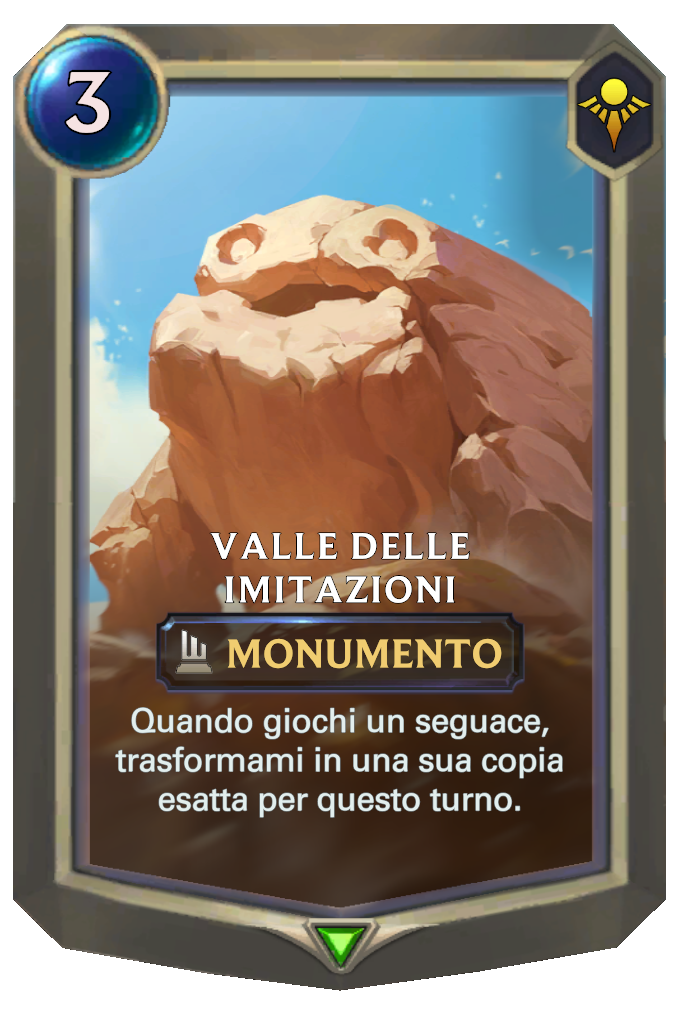 3
VALLE DELLE
IMITAZIONI
MONUMENTO
Quando giochi un seguace,
trasformami in una sua copia
esatta per questo turno.